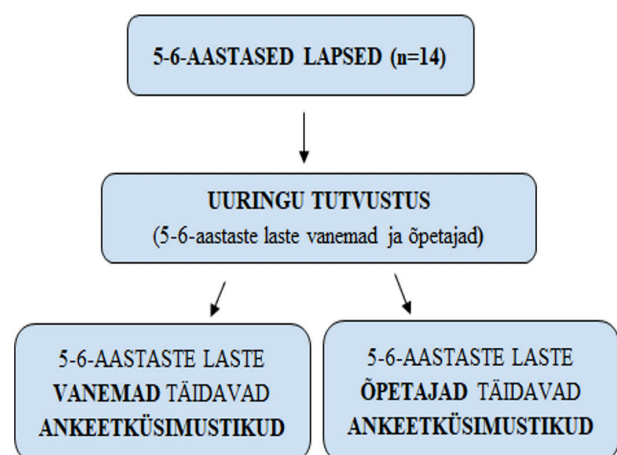 5-6-AASTASED LAPSED (n=14)
UURINGU TUTVUSTUS
(5-6-aastaste laste vanemad ja õpetajad)
5-6-AASTASTE LASTE
VANEMAD TÄIDAVAD
ANKEETKÜSIMUSTIKUD
5-6-AASTASTE LASTE
ÕPETAJAD TÄIDAVAD
ANKEETKÜSIMUSTIKUD